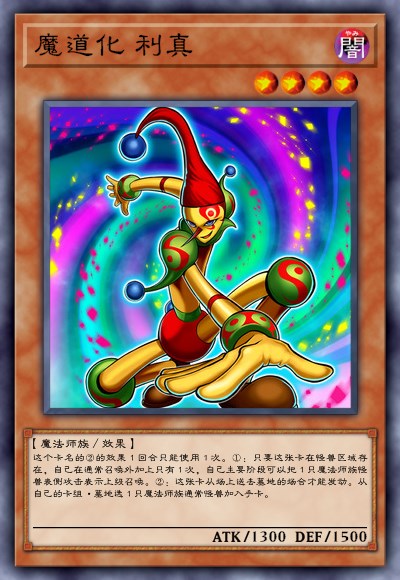 魔道化 利真
やみ
闇
【魔法师族／效果】
这个卡名的②的效果1回合只能使用1次。①：只要这张卡在怪兽区域存
在，自己在通常召唤外加上只有1次，自己主要阶段可以把1只魔法师族怪
兽表侧攻击表示上级召唤。②：这张卡从场上送去墓地的场合才能发动。从
自己的卡组·墓地选1只魔法师族通常怪兽加入手卡。
ATK/1300 DEF/1500